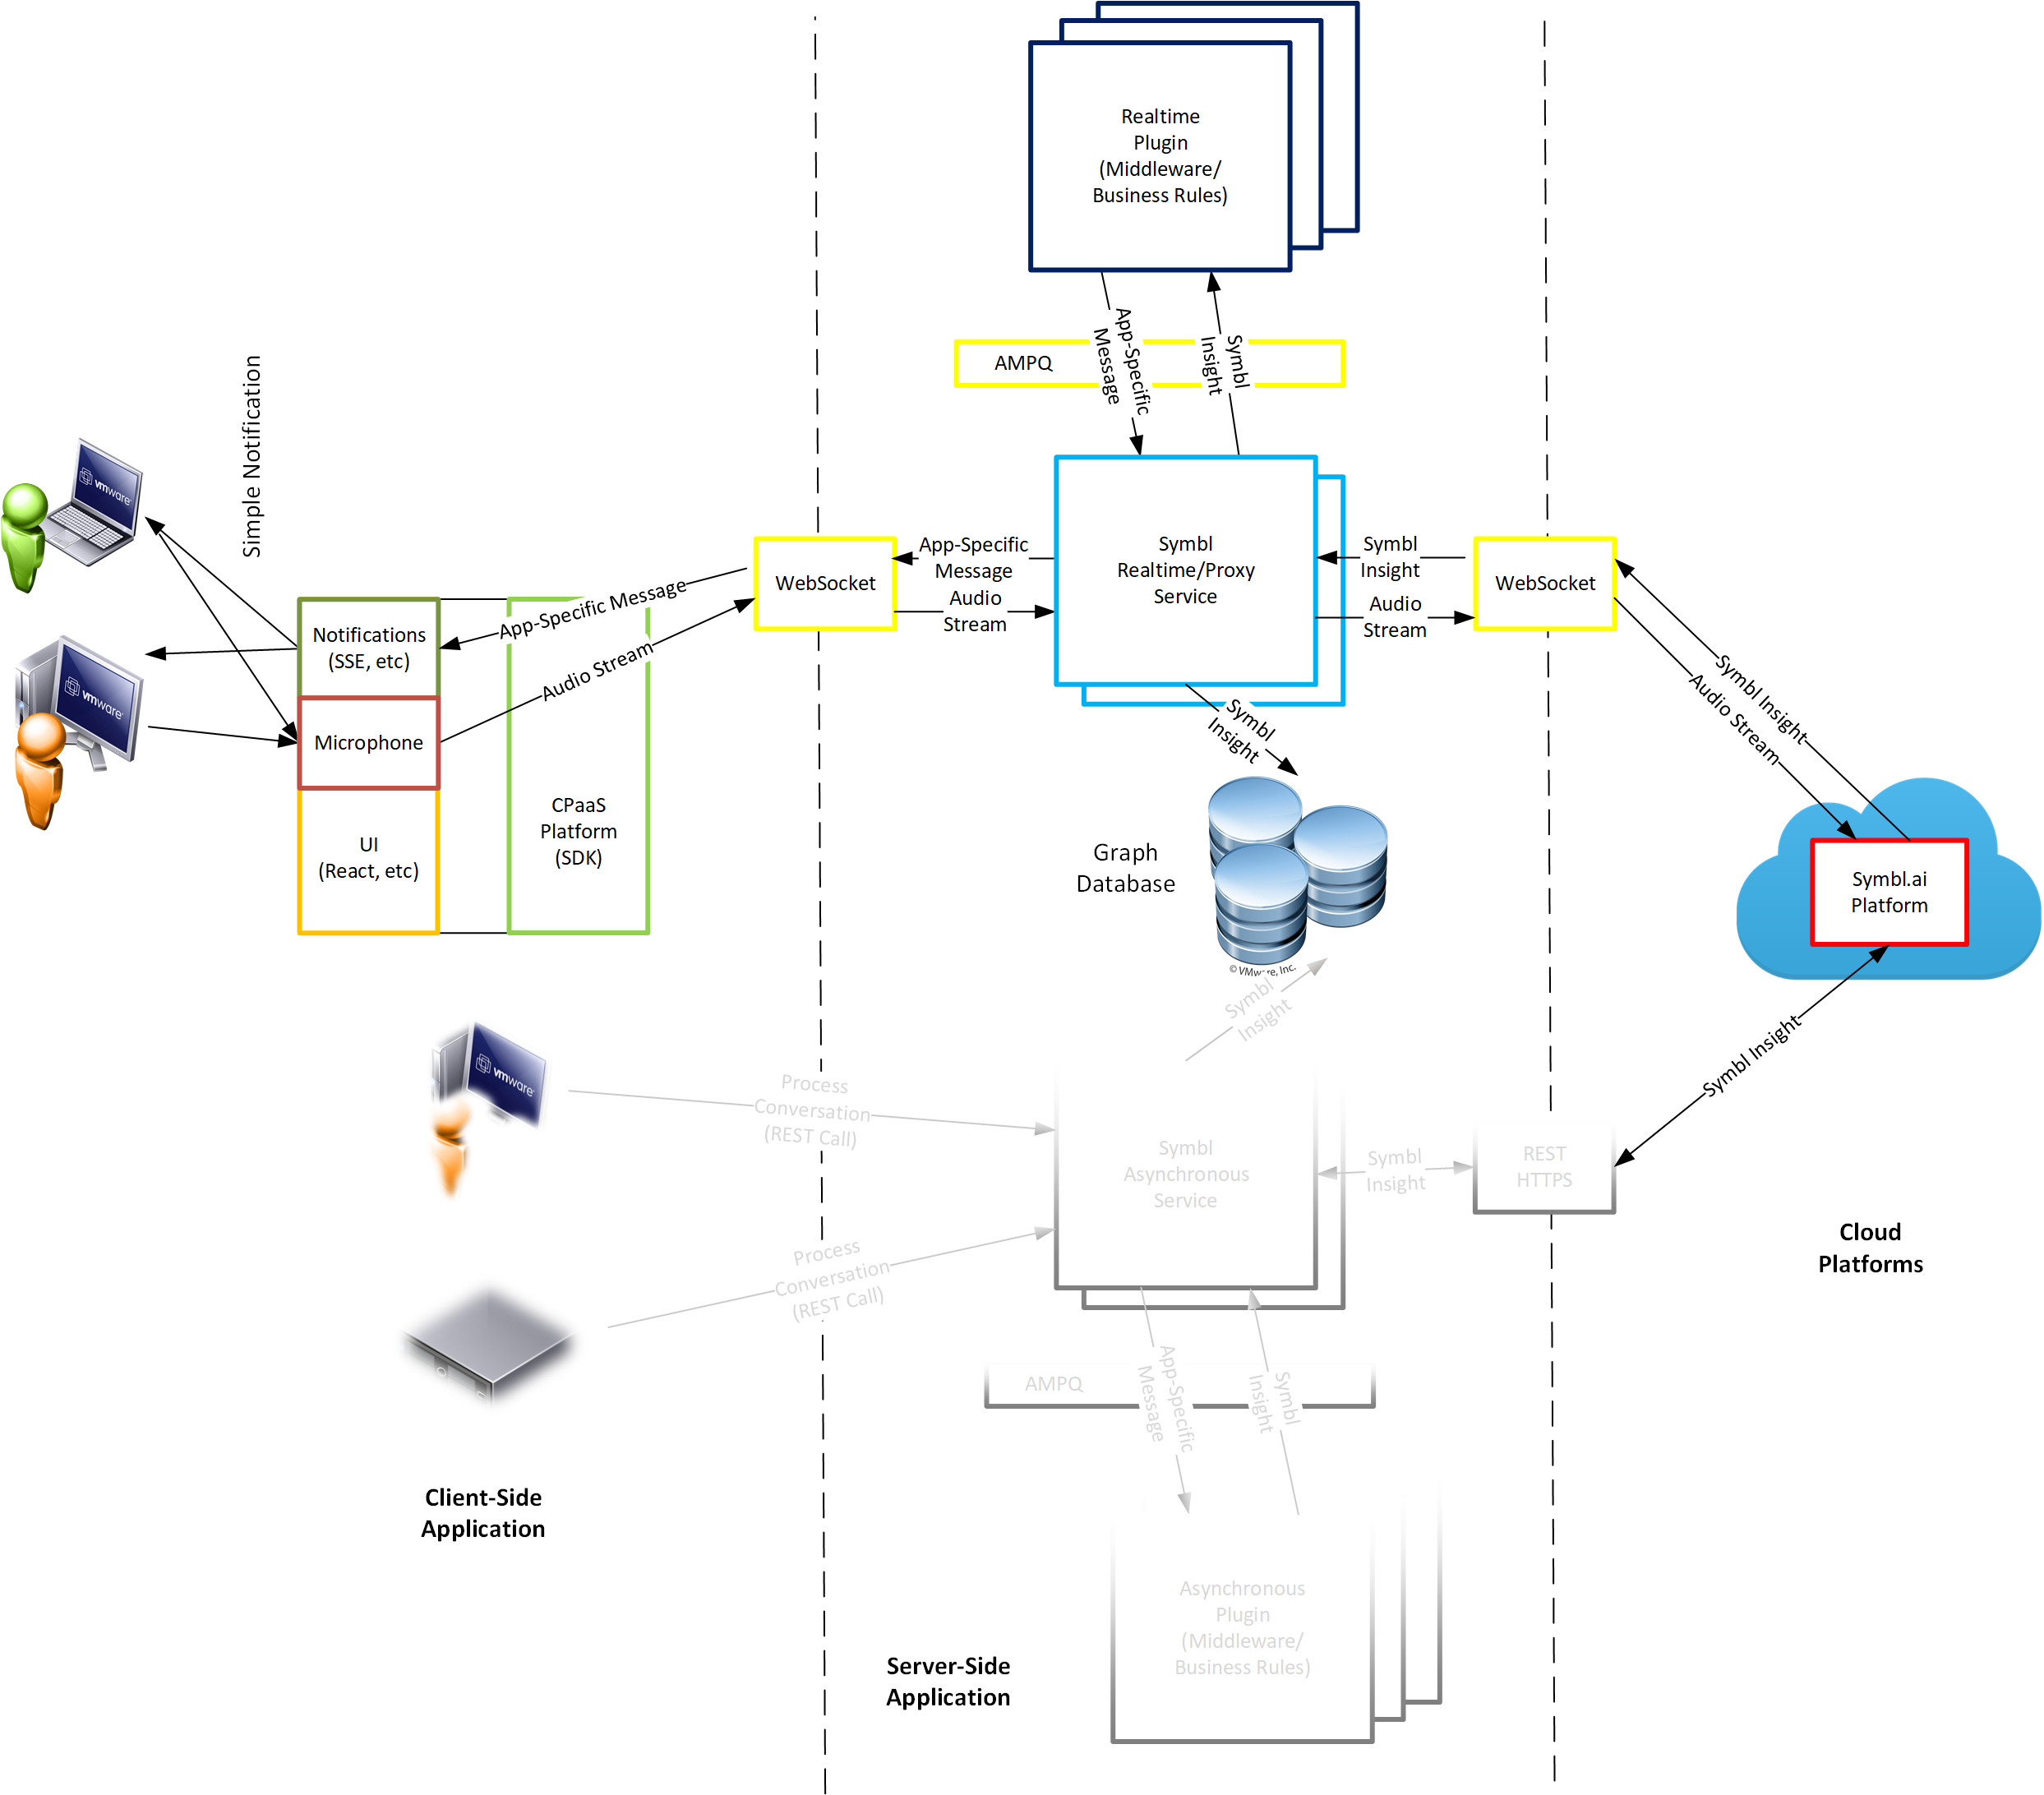 Realtime
Plugin
(Middleware/
Business Rules)
App-Specific
Message
Symbl
Insight
AMPQ
Simple Notification
vmware
vmware
Notifications
(SSE, etc)
Microphone
UI
(React, etc)
CPaaS
Platform
(SDK)
App-Specific Message
Audio Stream
WebSocket
App-Specific
Message
Audio
Stream
Symbl
Realtime/Proxy
Service
Symbl
Insight
Audio
Stream
WebSocket
Symbl Insight
Audio Stream
Symbl
Insight
Graph
Database
© VMware, Inc.
Symbl.ai
Platform
Symbl
Insight
Symbl Insight
vmware
Process
Conversation
(REST Call)
Symbl
Asynchronous
Service
Symbl
Insight
REST
HTTPS
Process
Conversation
(REST Call)
Cloud
Platforms
AMPQ
App-Specific
Message
Symbl
Insight
Client-Side
Application
Asynchronous
Plugin
(Middleware/
Business Rules)
Server-Side
Application